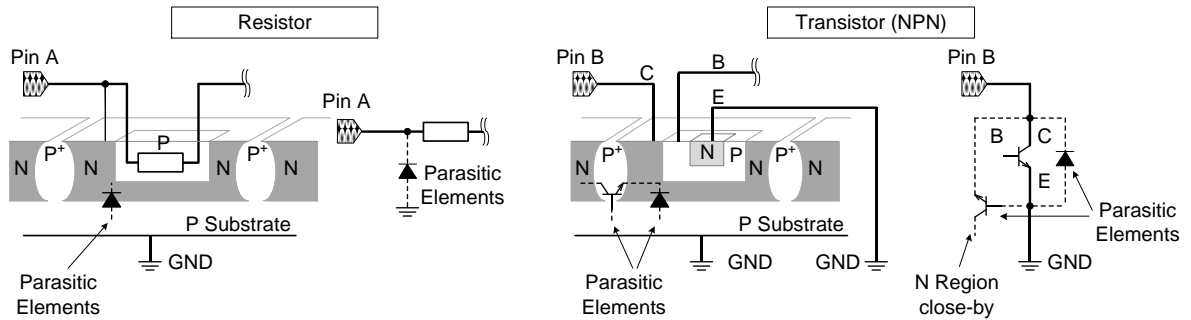 Resistor
Transistor (NPN)
Pin A
Pin B
C
B
E
Pin B
Pin A
N
P+
N
P
N
P+
N
Parasitic
Elements
N
P+
N
N
P
N
P+
N
B
C
E
P Substrate
GND
Parasitic
Elements
P Substrate
GND
GND
Parasitic
Elements
Parasitic
Elements
GND
N Region
close-by